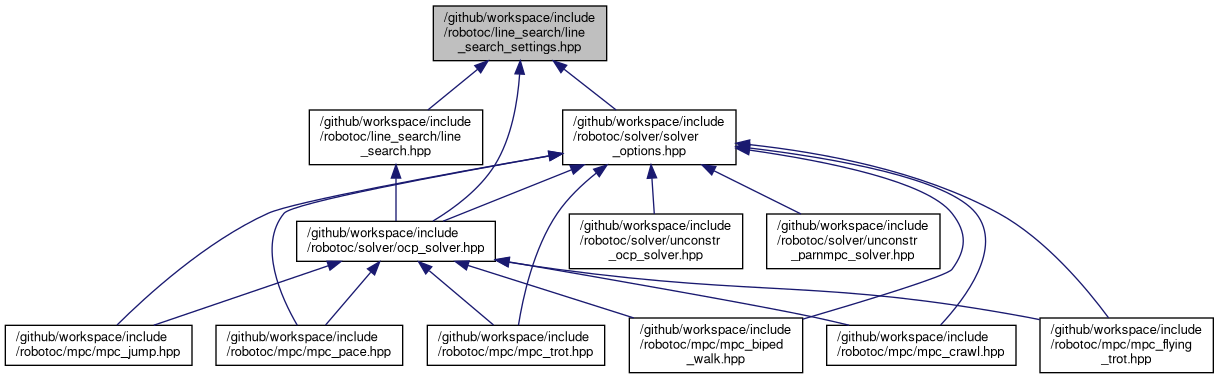 /github/workspace/include
/robotoc/line_search/line
_search_settings.hpp
/github/workspace/include
/robotoc/line_search/line
_search.hpp
/github/workspace/include
/robotoc/solver/solver
_options.hpp
/github/workspace/include
/robotoc/solver/ocp_solver.hpp
/github/workspace/include
/robotoc/solver/unconstr
_ocp_solver.hpp
/github/workspace/include
/robotoc/solver/unconstr
_parnmpc_solver.hpp
/github/workspace/include
/robotoc/mpc/mpc_jump.hpp
/github/workspace/include
/robotoc/mpc/mpc_pace.hpp
/github/workspace/include
/robotoc/mpc/mpc_trot.hpp
/github/workspace/include
/robotoc/mpc/mpc_biped
_walk.hpp
/github/workspace/include
/robotoc/mpc/mpc_crawl.hpp
/github/workspace/include
/robotoc/mpc/mpc_flying
_trot.hpp